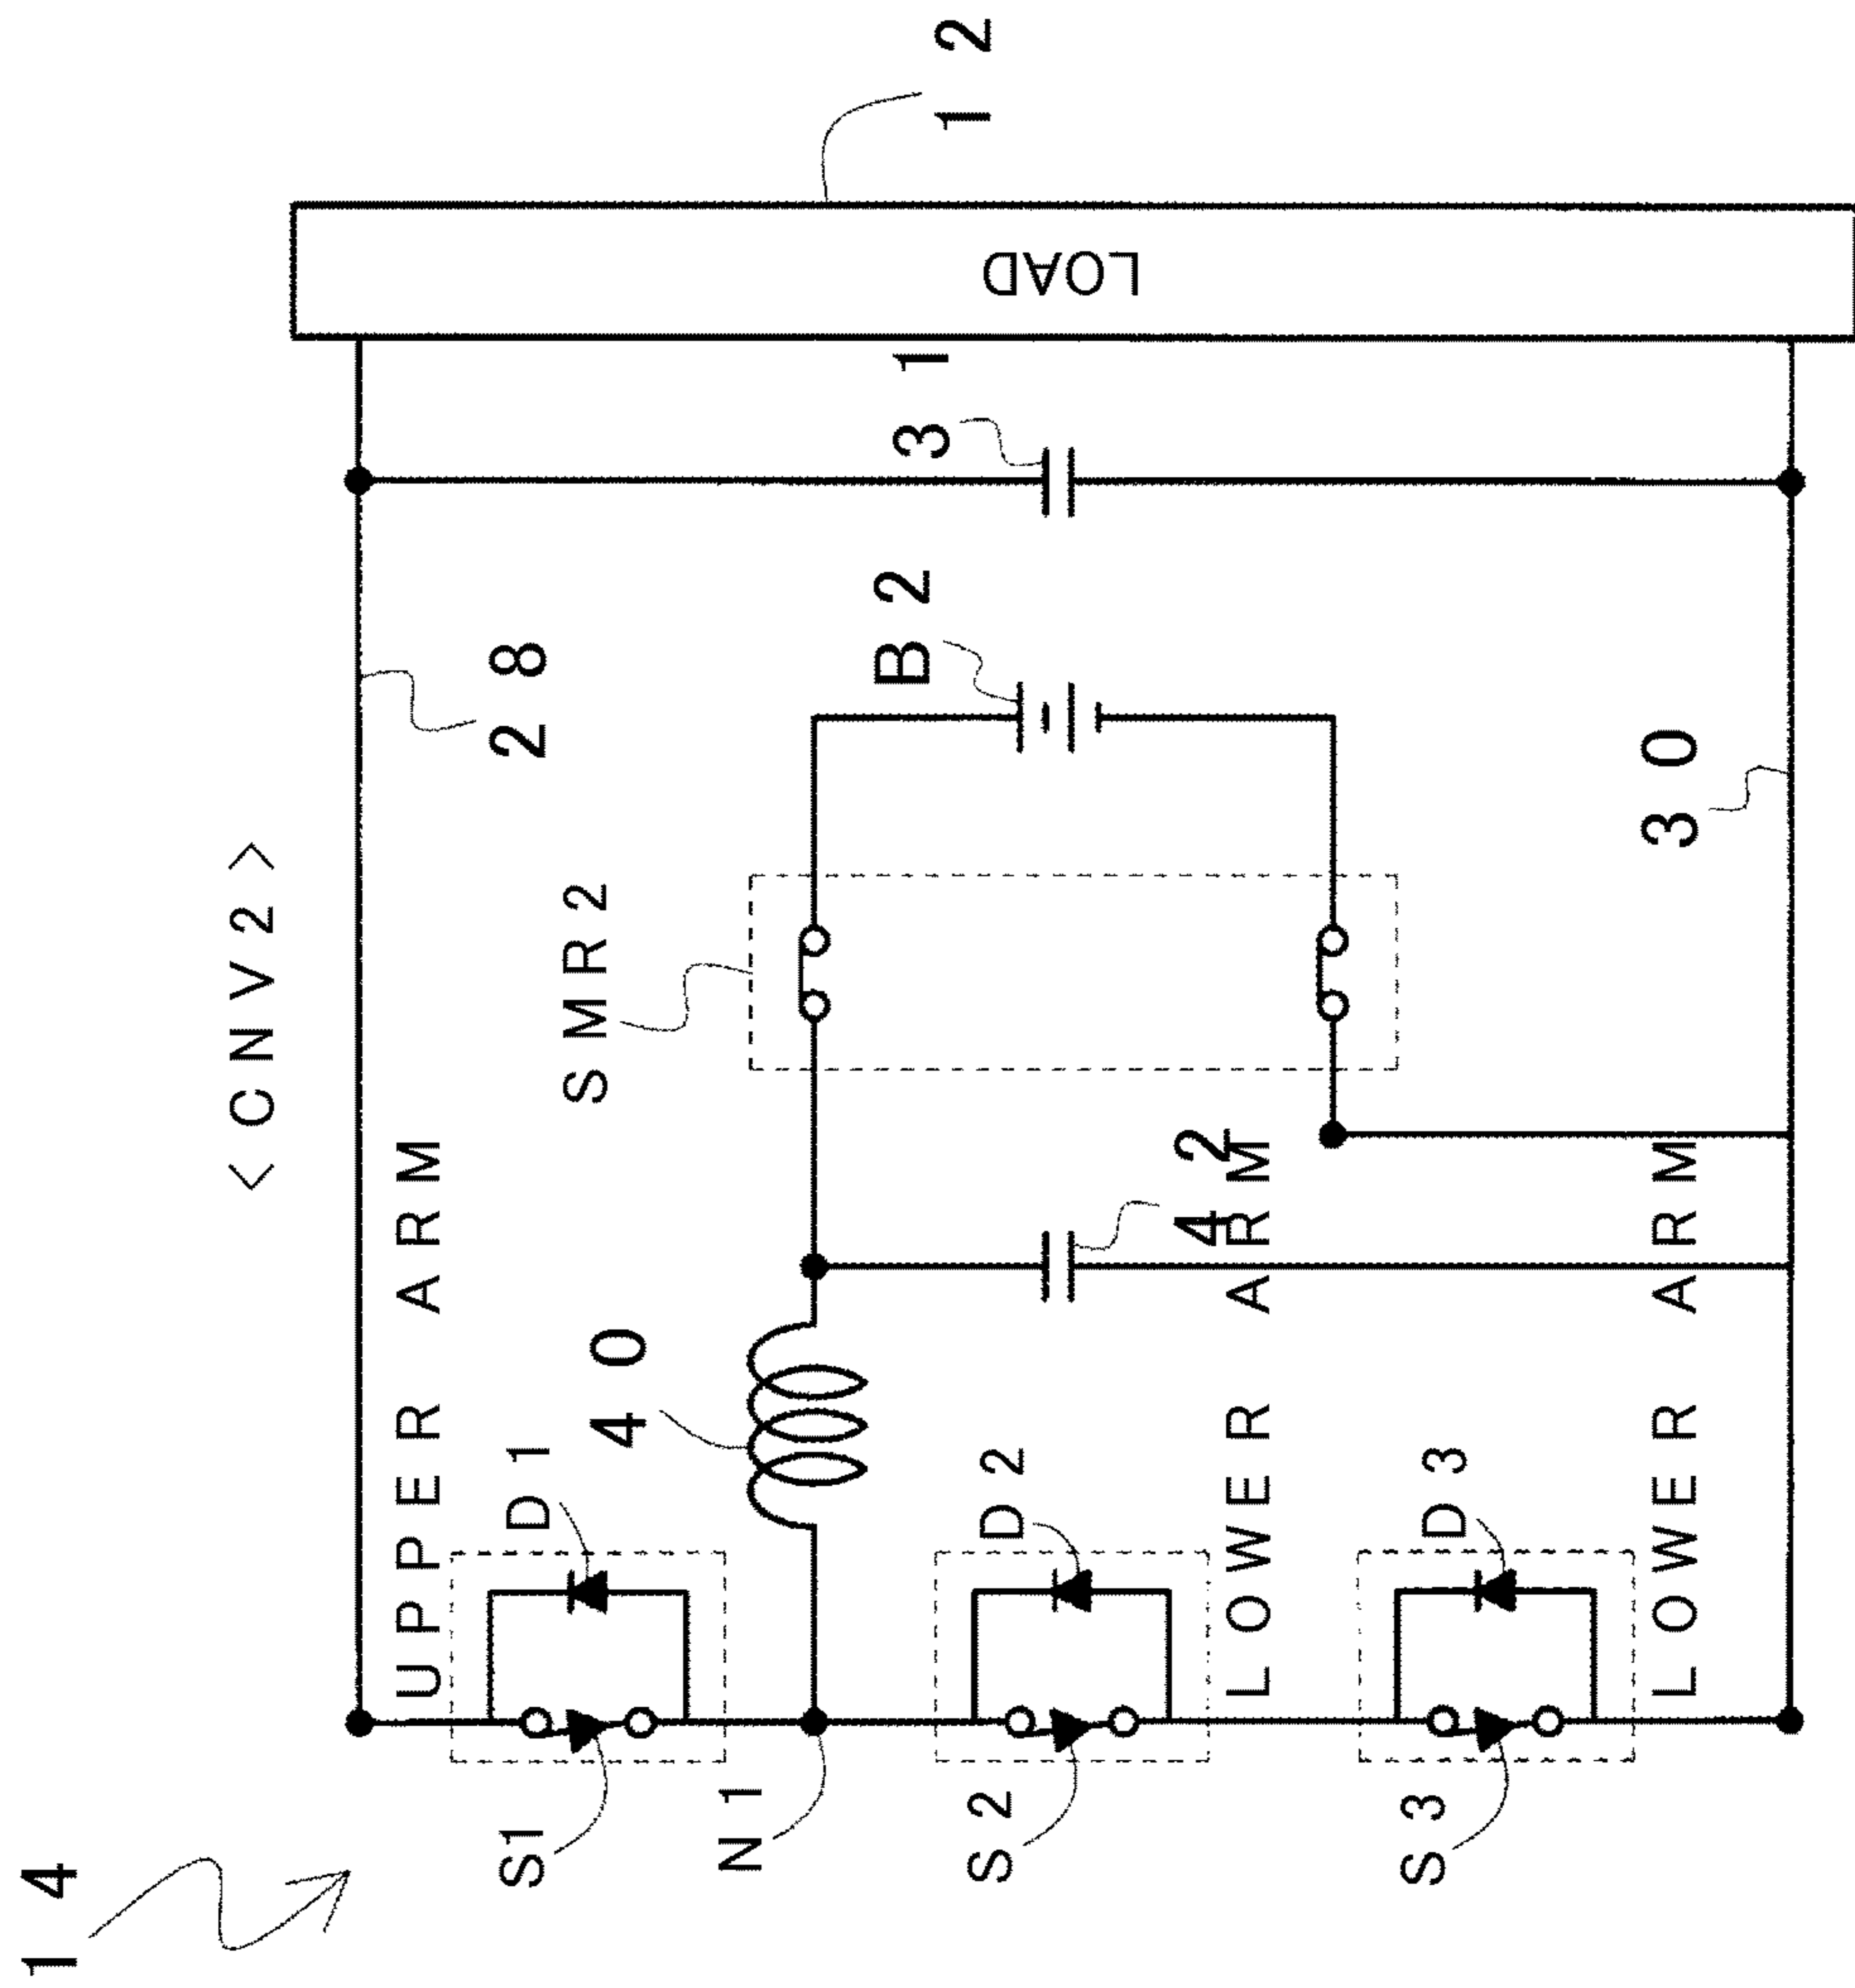 14
<CNV2>
UPPER ARM
28
S1
D1
40
SMR2
N1
B2
31
12
LOAD
S2
D2
42
LOWER ARM
S3
D3
30
LOWER ARM